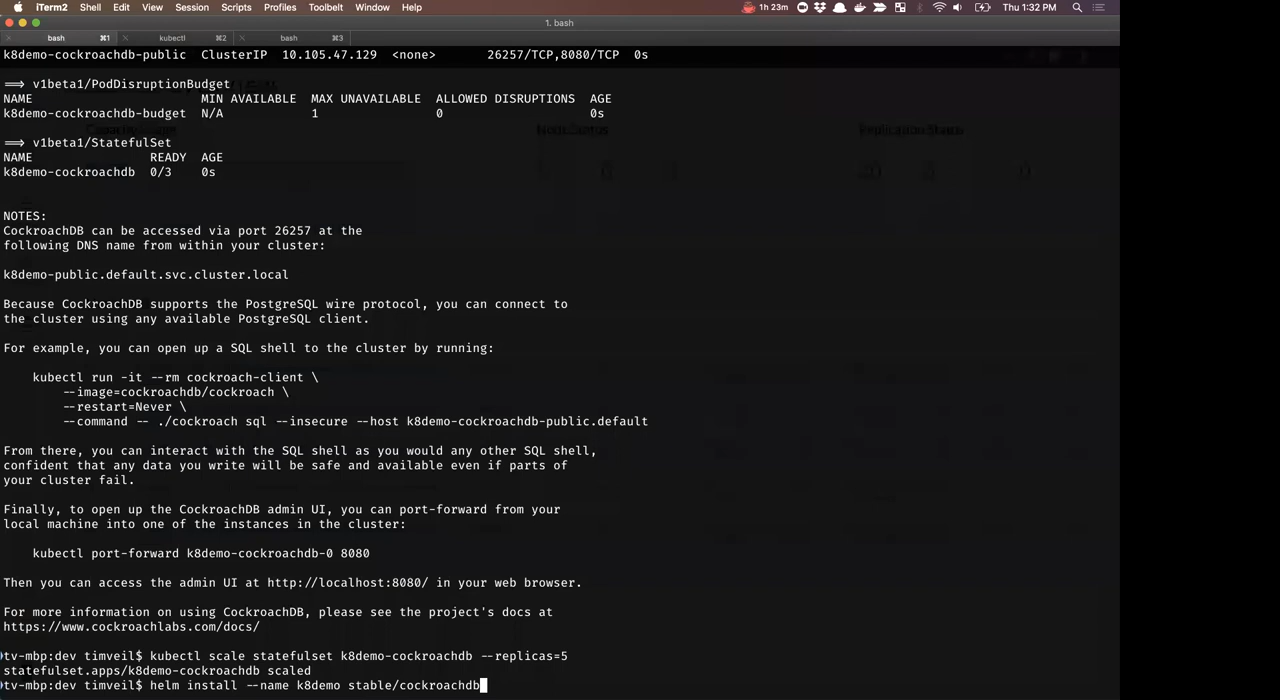 iTerm2 Shell Edit View Session Scripts Profiles Toolbelt Window Help 1h 23m Thu 1:32 PM
1. bash
bash ⌘1 kubectl ⌘2 bash ⌘3
k8demo-cockroachdb-public ClusterIP 10.105.47.129 <none> 26257/TCP,8080/TCP 0s
==> v1beta1/PodDisruptionBudget
NAME MIN AVAILABLE MAX UNAVAILABLE ALLOWED DISRUPTIONS AGE
k8demo-cockroachdb-budget N/A 1 0 0s
==> v1beta1/StatefulSet
NAME READY AGE
k8demo-cockroachdb 0/3 0s
NOTES:
CockroachDB can be accessed via port 26257 at the
following DNS name from within your cluster:
k8demo-public.default.svc.cluster.local
Because CockroachDB supports the PostgreSQL wire protocol, you can connect to
the cluster using any available PostgreSQL client.
For example, you can open up a SQL shell to the cluster by running:
kubectl run -it --rm cockroach-client \
--image=cockroachdb/cockroach \
--restart=Never \
--command -- ./cockroach sql --insecure --host k8demo-cockroachdb-public.default
From there, you can interact with the SQL shell as you would any other SQL shell,
confident that any data you write will be safe and available even if parts of
your cluster fail.
Finally, to open up the CockroachDB admin UI, you can port-forward from your
local machine into one of the instances in the cluster:
kubectl port-forward k8demo-cockroachdb-0 8080
Then you can access the admin UI at http://localhost:8080/ in your web browser.
For more information on using CockroachDB, please see the project's docs at
https://www.cockroachlabs.com/docs/
tv-mbp:dev timveil$ kubectl scale statefulset k8demo-cockroachdb --replicas=5
statefulset.apps/k8demo-cockroachdb scaled
tv-mbp:dev timveil$ helm install --name k8demo stable/cockroachdb